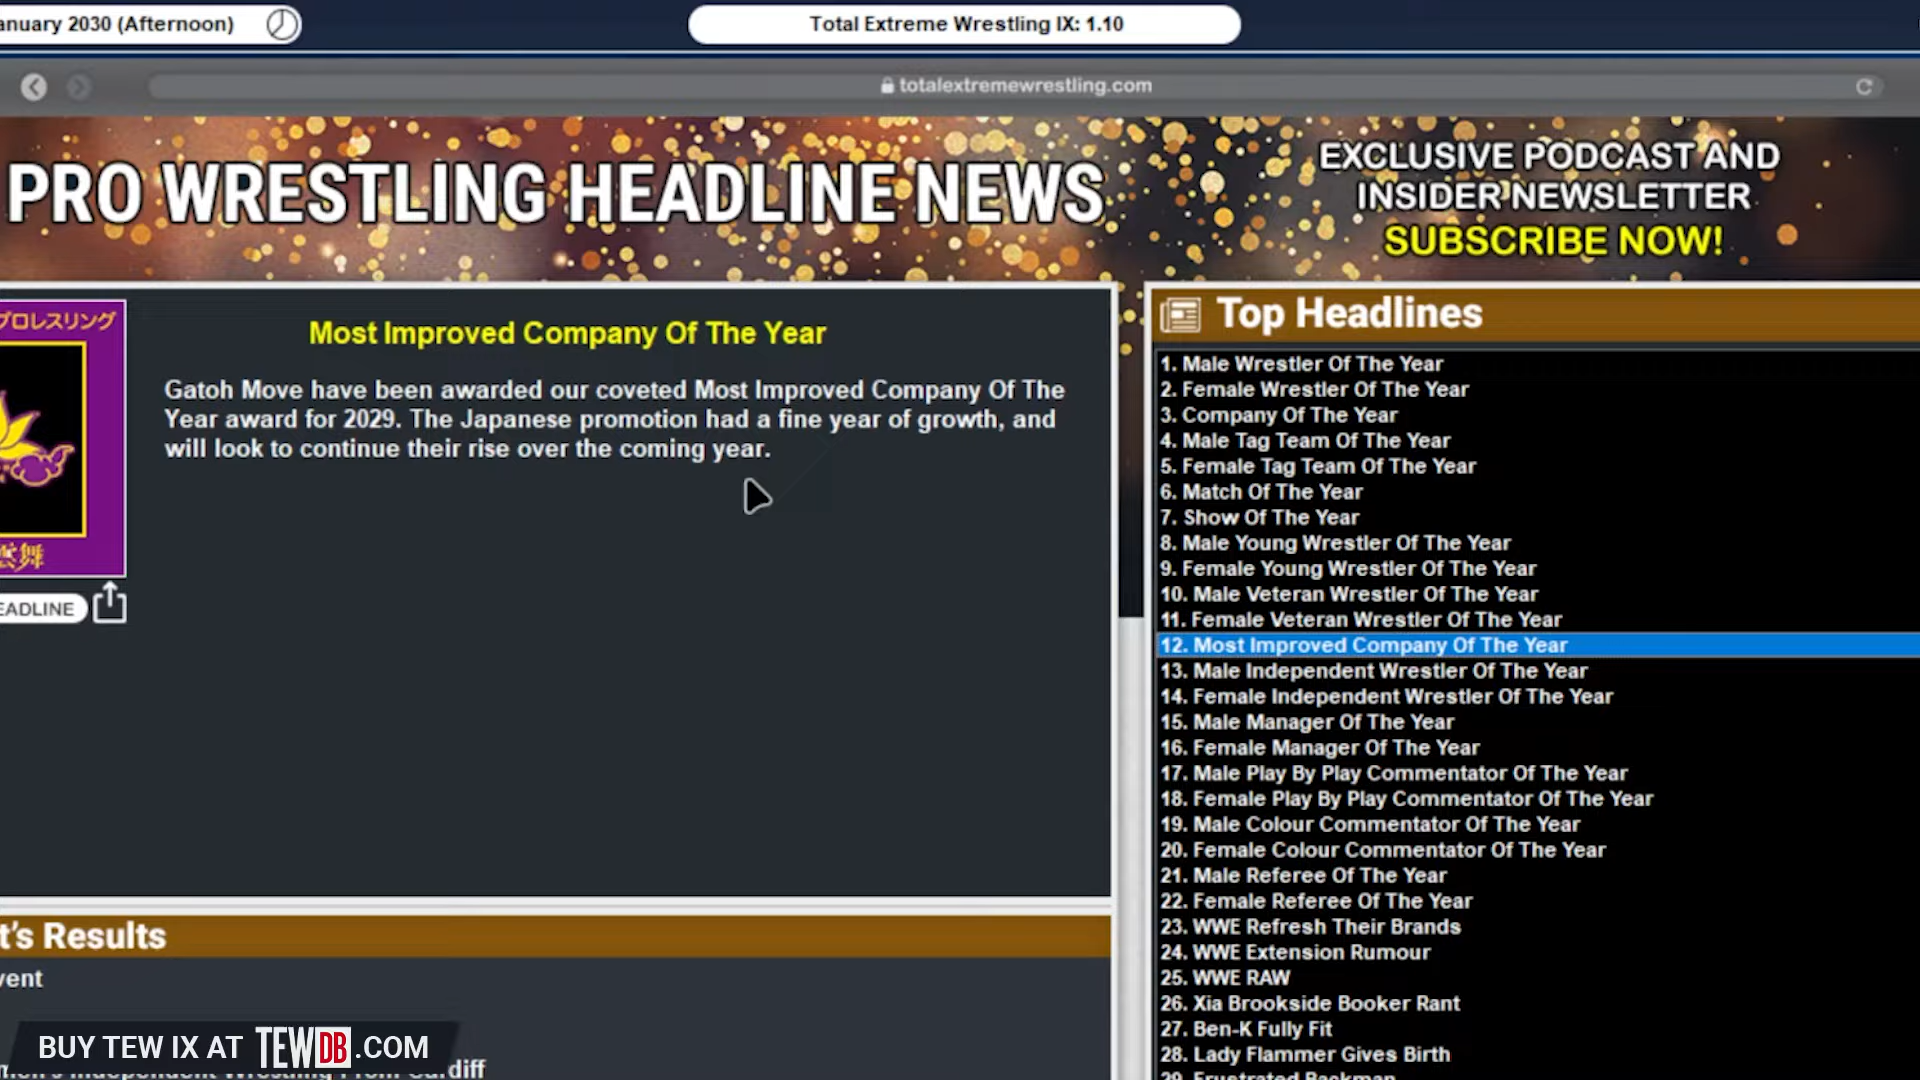 anuary 2030 (Afternoon)
Total Extreme Wrestling IX: 1.10
totalextremewrestling.com
PRO WRESTLING HEADLINE NEWS
EXCLUSIVE PODCAST AND
INSIDER NEWSLETTER
SUBSCRIBE NOW!
プロレスリング
雲舞
EADLINE
Most Improved Company Of The Year
Gatoh Move have been awarded our coveted Most Improved Company Of The
Year award for 2029. The Japanese promotion had a fine year of growth, and
will look to continue their rise over the coming year.
Top Headlines
1. Male Wrestler Of The Year
2. Female Wrestler Of The Year
3. Company Of The Year
4. Male Tag Team Of The Year
5. Female Tag Team Of The Year
6. Match Of The Year
7. Show Of The Year
8. Male Young Wrestler Of The Year
9. Female Young Wrestler Of The Year
10. Male Veteran Wrestler Of The Year
11. Female Veteran Wrestler Of The Year
12. Most Improved Company Of The Year
13. Male Independent Wrestler Of The Year
14. Female Independent Wrestler Of The Year
15. Male Manager Of The Year
16. Female Manager Of The Year
17. Male Play By Play Commentator Of The Year
18. Female Play By Play Commentator Of The Year
19. Male Colour Commentator Of The Year
20. Female Colour Commentator Of The Year
21. Male Referee Of The Year
22. Female Referee Of The Year
23. WWE Refresh Their Brands
24. WWE Extension Rumour
25. WWE RAW
26. Xia Brookside Booker Rant
27. Ben-K Fully Fit
28. Lady Flammer Gives Birth
29. Frustrated Backman
t's Results
vent
men's Independent Wrestling From Cardiff
BUY TEW IX AT TEWDB.COM